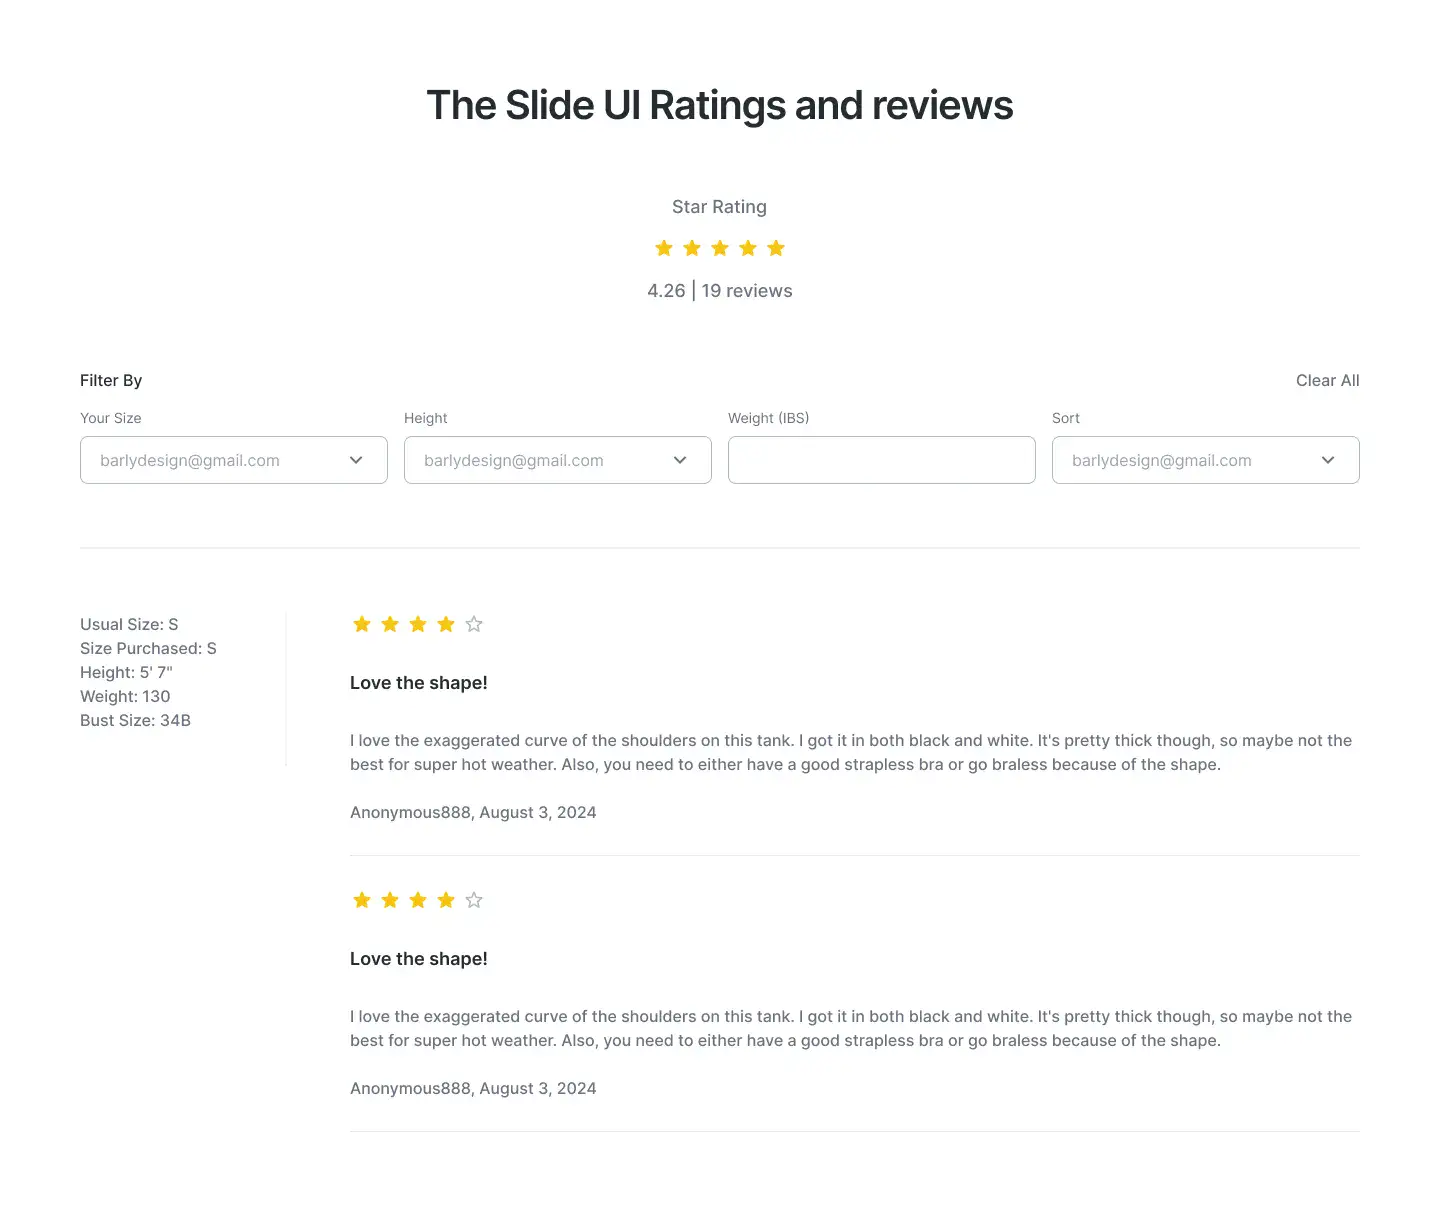 The Slide UI Ratings and reviews
Star Rating
4.26 | 19 reviews
Filter By
Clear All
Your Size
Height
Weight (IBS)
Sort
barlydesign@gmail.com
barlydesign@gmail.com
barlydesign@gmail.com
Usual Size: S
Size Purchased: S
Height: 5' 7"
Weight: 130
Bust Size: 34B
Love the shape!
I love the exaggerated curve of the shoulders on this tank. I got it in both black and white. It's pretty thick though, so maybe not the
best for super hot weather. Also, you need to either have a good strapless bra or go braless because of the shape.
Anonymous888, August 3, 2024
Love the shape!
I love the exaggerated curve of the shoulders on this tank. I got it in both black and white. It's pretty thick though, so maybe not the
best for super hot weather. Also, you need to either have a good strapless bra or go braless because of the shape.
Anonymous888, August 3, 2024